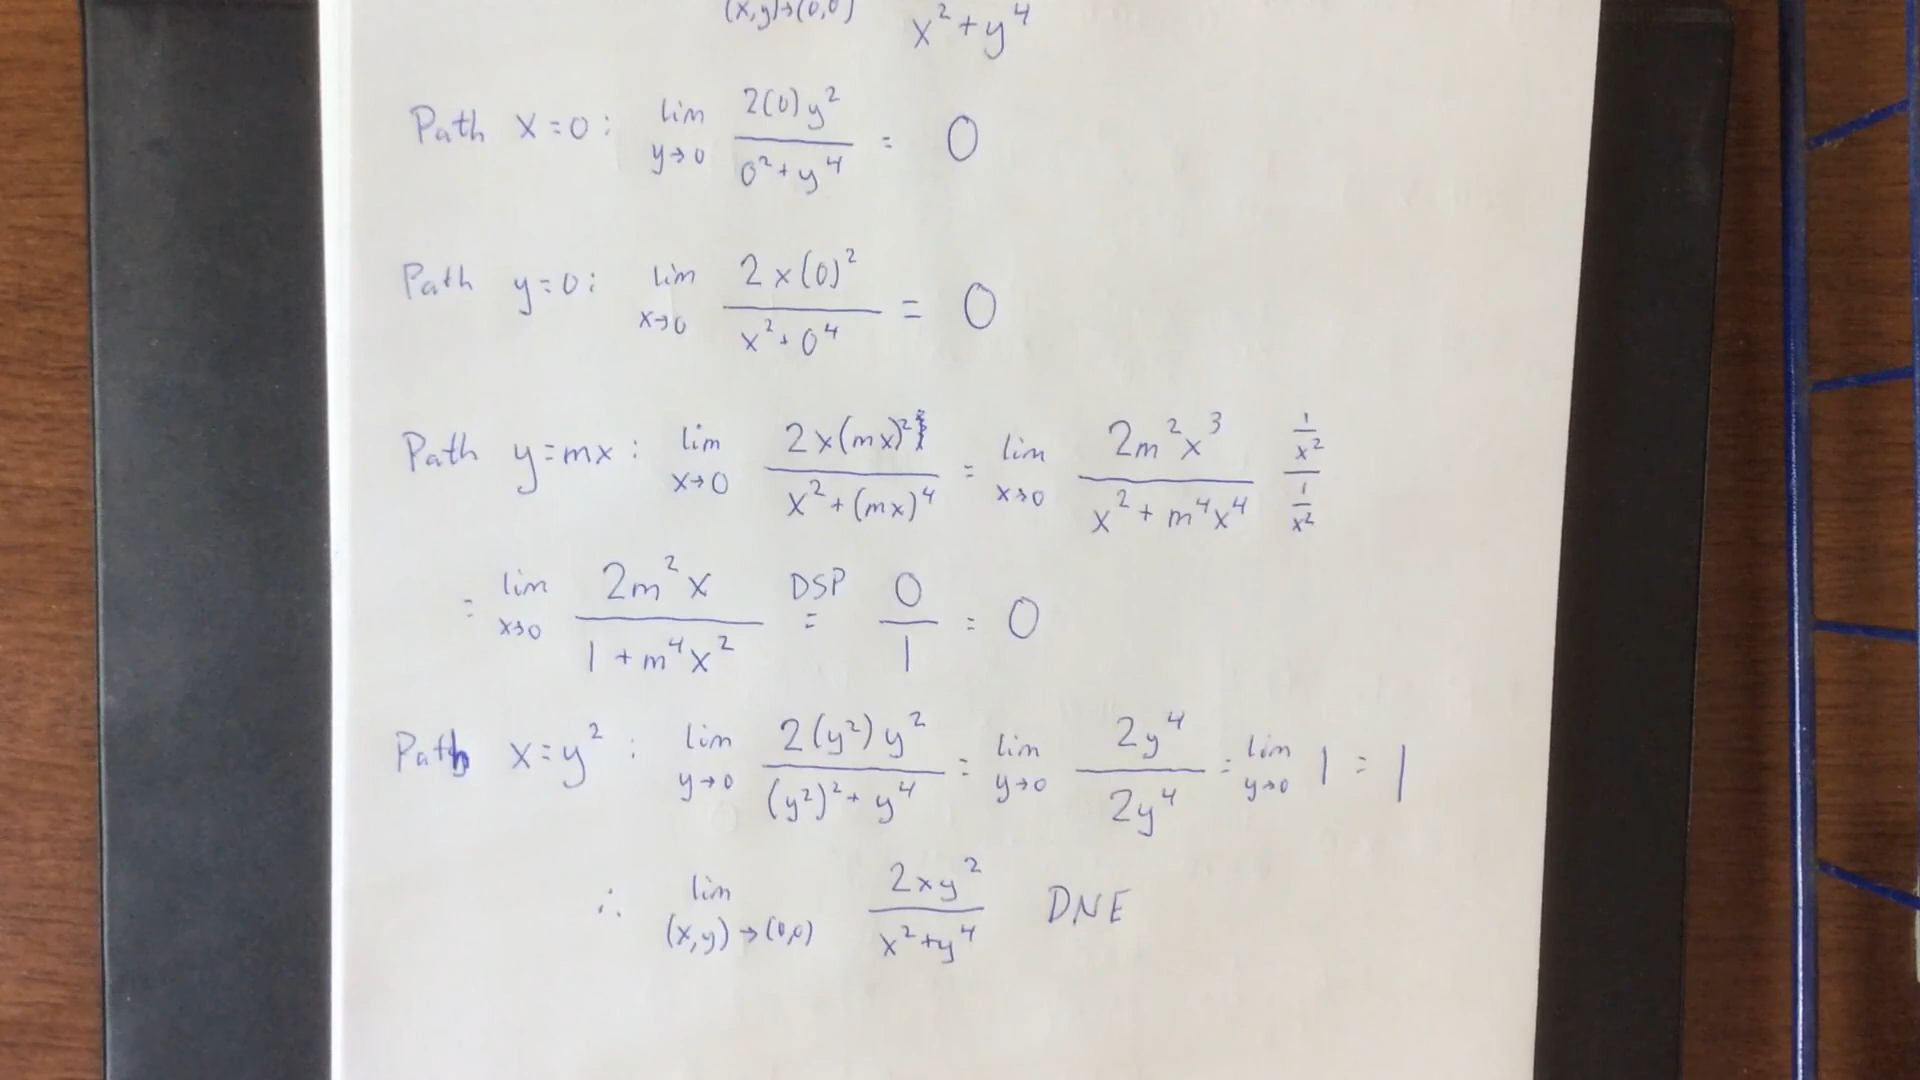 (x,y)→(0,0) x²+y⁴
Path x=0: lim y→0 2(0)y² / 0²+y⁴ = 0
Path y=0: lim x→0 2x(0)² / x²+0⁴ = 0
Path y=mx: lim x→0 2x(mx)² / x²+(mx)⁴ = lim x→0 2m²x³ / x²+m⁴x⁴ 1/x² / 1/x²
= lim x→0 2m²x / 1+m⁴x² DSP = 0/1 = 0
Path x=y²: lim y→0 2(y²)y² / (y²)²+y⁴ = lim y→0 2y⁴ / 2y⁴ = lim y→0 1 = 1
∴ lim (x,y)→(0,0) 2xy² / x²+y⁴ DNE